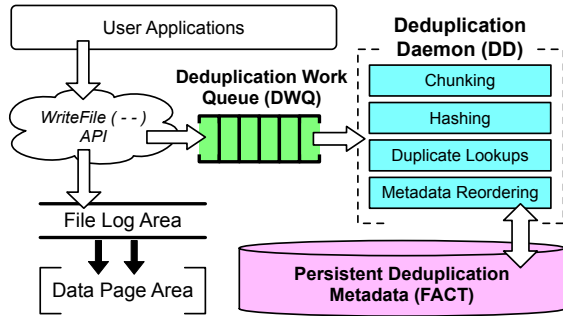 User Applications
WriteFile ( - - )
API
File Log Area
Data Page Area
Deduplication Work
Queue (DWQ)
Deduplication
Daemon (DD)
Chunking
Hashing
Duplicate Lookups
Metadata Reordering
Persistent Deduplication
Metadata (FACT)